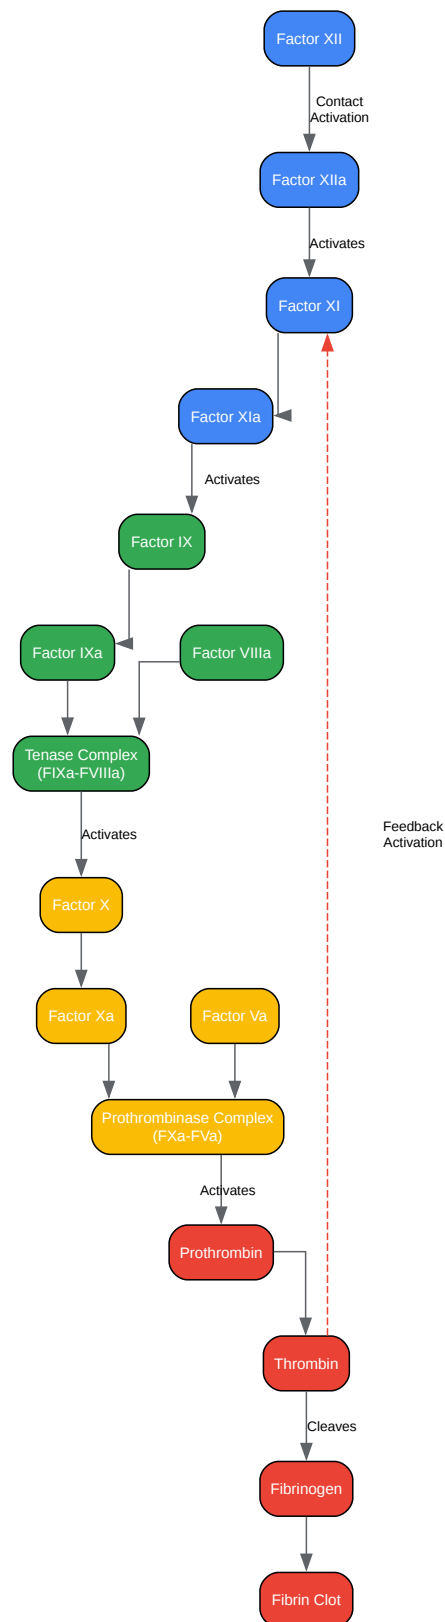 Factor XII
Contact
Activation
Factor XIIa
Activates
Factor XI
Factor XIa
Activates
Factor IX
Factor IXa
Factor VIIIa
Tenase Complex
(FIXa-FVIIIa)
Activates
Feedback
Activation
Factor X
Factor Xa
Factor Va
Prothrombinase Complex
(FXa-FVa)
Activates
Prothrombin
Thrombin
Cleaves
Fibrinogen
Fibrin Clot